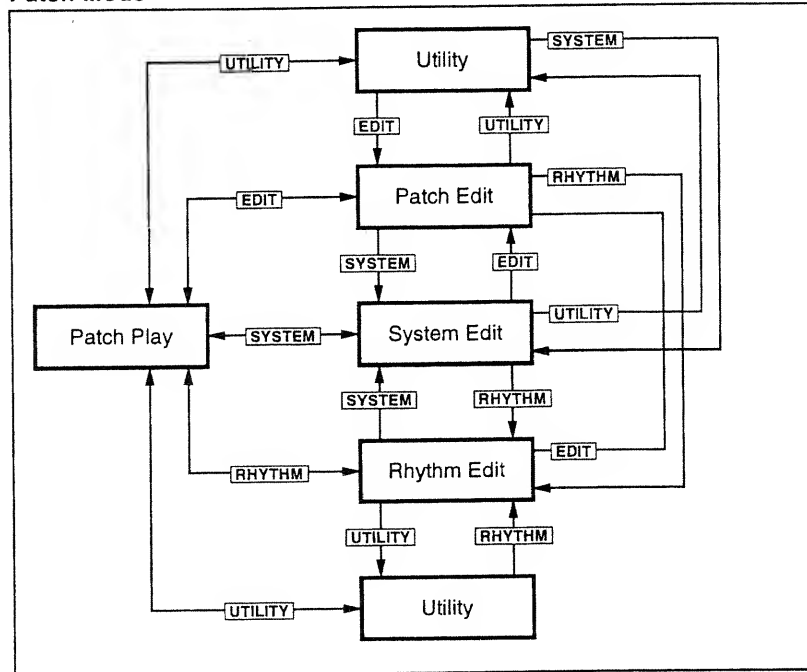 Patch Mode
Utility
SYSTEM
UTILITY
EDIT
UTILITY
RHYTHM
Patch Edit
EDIT
SYSTEM
EDIT
UTILITY
Patch Play
SYSTEM
System Edit
SYSTEM
RHYTHM
EDIT
Rhythm Edit
RHYTHM
UTILITY
RHYTHM
UTILITY
Utility